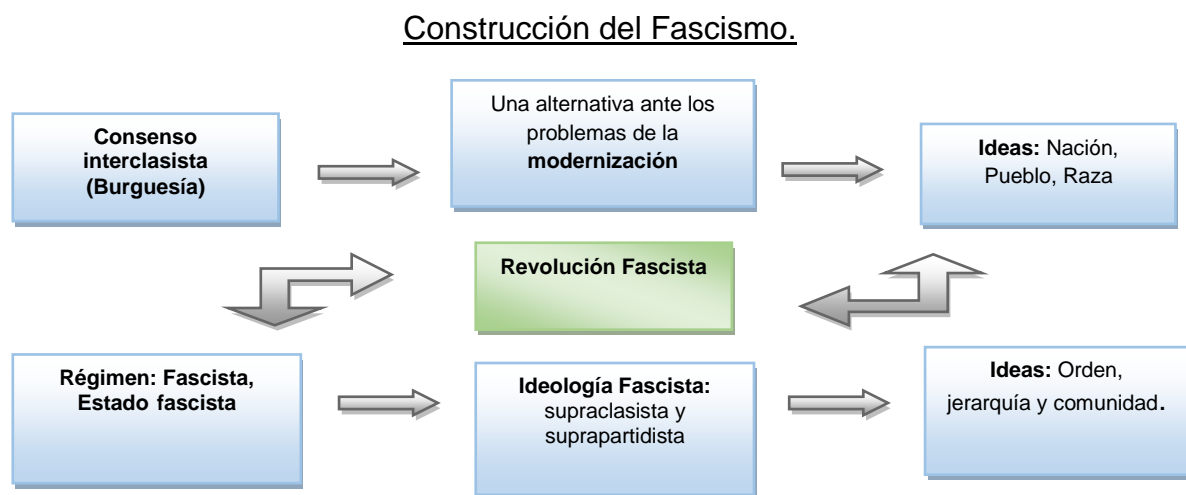 Construcción del Fascismo.
Consenso
interclasista
(Burguesía)
Una alternativa ante los
problemas de la
modernización
Ideas: Nación,
Pueblo, Raza
Revolución Fascista
Régimen: Fascista,
Estado fascista
Ideología Fascista:
supraclasista y
suprapartidista
Ideas: Orden,
jerarquía y comunidad.